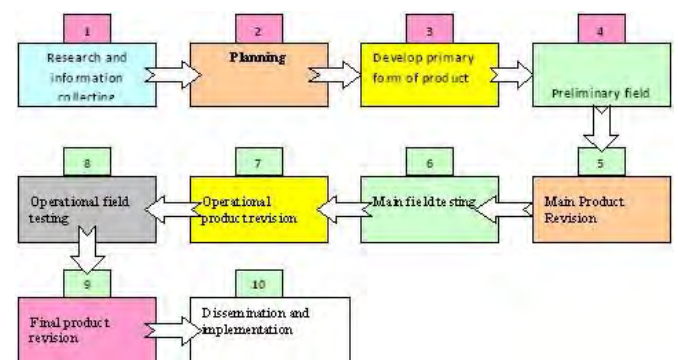 1
Research and
information
collecting
2
Planning
3
Develop primary
form of product
4
Preliminary field
5
Main Product
Revision
6
Main field testing
7
Operational
product revision
8
Operational field
testing
9
Final product
revision
10
Dissemination and
implementation